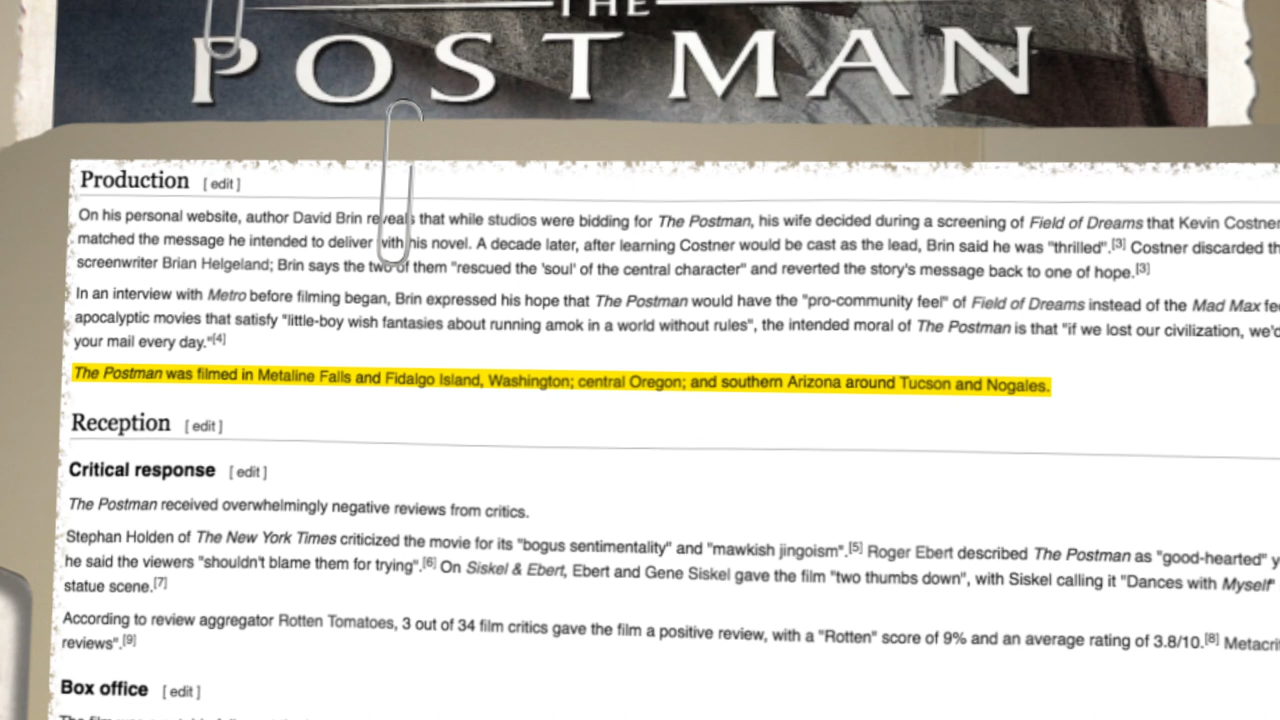 THE
POSTMAN
Production [ edit ]
On his personal website, author David Brin reveals that while studios were bidding for The Postman, his wife decided during a screening of Field of Dreams that Kevin Costner
matched the message he intended to deliver with his novel. A decade later, after learning Costner would be cast as the lead, Brin said he was "thrilled".[3] Costner discarded th
screenwriter Brian Helgeland; Brin says the two of them "rescued the 'soul' of the central character" and reverted the story's message back to one of hope.[3]
In an interview with Metro before filming began, Brin expressed his hope that The Postman would have the "pro-community feel" of Field of Dreams instead of the Mad Max fe
apocalyptic movies that satisfy "little-boy wish fantasies about running amok in a world without rules", the intended moral of The Postman is that "if we lost our civilization, we'd
your mail every day."[4]
The Postman was filmed in Metaline Falls and Fidalgo Island, Washington; central Oregon; and southern Arizona around Tucson and Nogales.
Reception [ edit ]
Critical response [ edit ]
The Postman received overwhelmingly negative reviews from critics.
Stephan Holden of The New York Times criticized the movie for its "bogus sentimentality" and "mawkish jingoism".[5] Roger Ebert described The Postman as "good-hearted" y
he said the viewers "shouldn't blame them for trying".[6] On Siskel & Ebert, Ebert and Gene Siskel gave the film "two thumbs down", with Siskel calling it "Dances with Myself"
statue scene.[7]
According to review aggregator Rotten Tomatoes, 3 out of 34 film critics gave the film a positive review, with a "Rotten" score of 9% and an average rating of 3.8/10.[8] Metacri
reviews".[9]
Box office [ edit ]